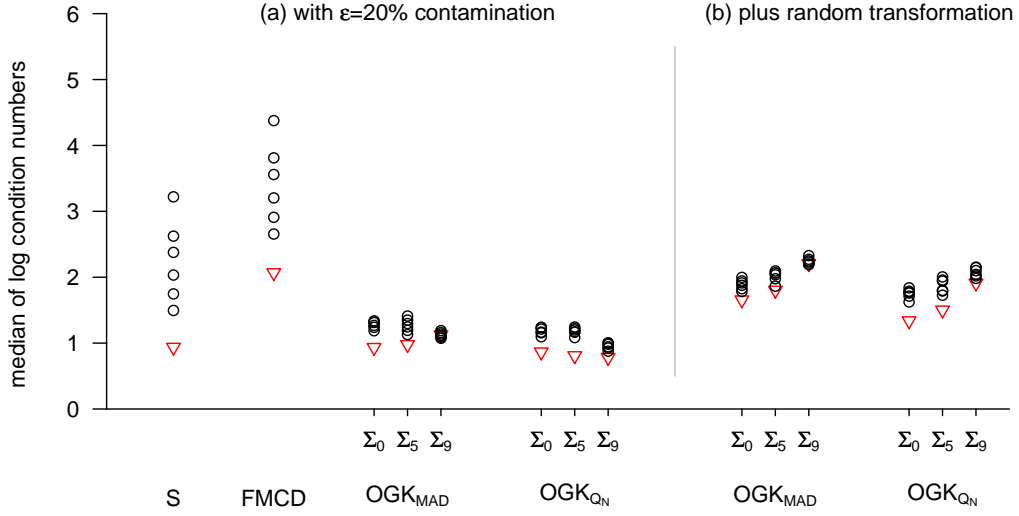 (a) with ε=20% contamination
(b) plus random transformation
median of log condition numbers
6
5
4
3
2
1
0
Σ0 Σ5 Σ9 Σ0 Σ5 Σ9 Σ0 Σ5 Σ9 Σ0 Σ5 Σ9
S FMCD OGKMAD OGKQN OGKMAD OGKQN